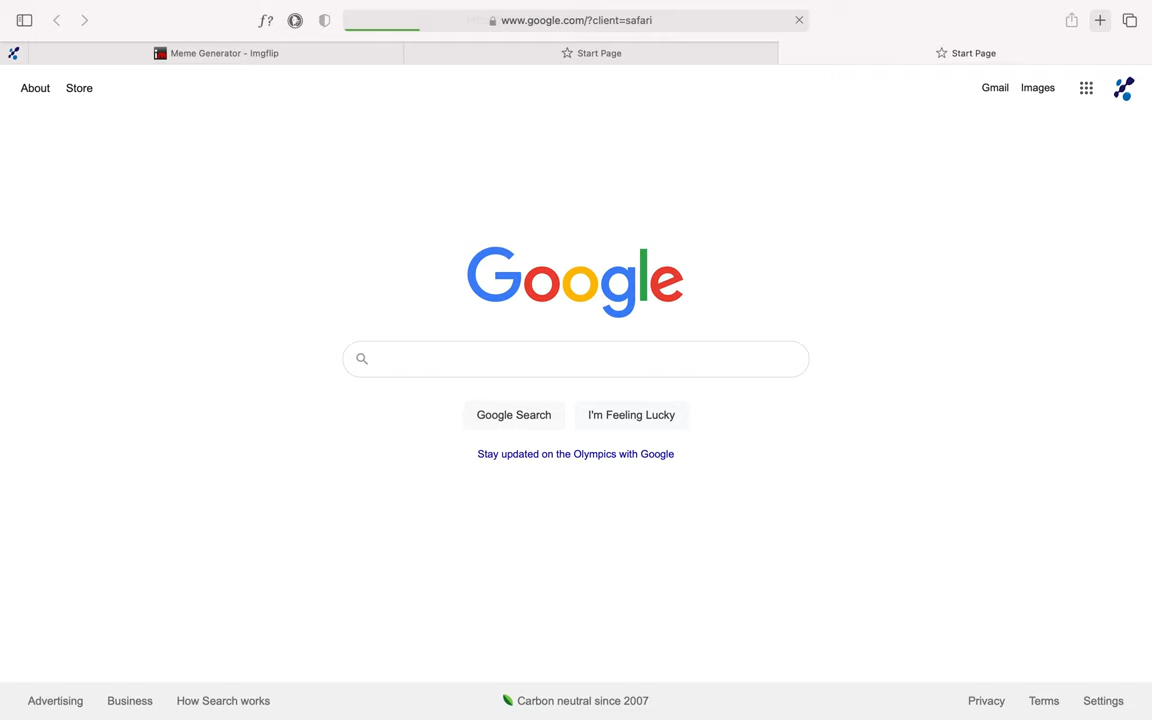 f?
www.google.com/?client=safari
Meme Generator - Imgflip
Start Page
Start Page
About
Store
Gmail
Images
Google
Google Search
I'm Feeling Lucky
Stay updated on the Olympics with Google
Advertising
Business
How Search works
Carbon neutral since 2007
Privacy
Terms
Settings